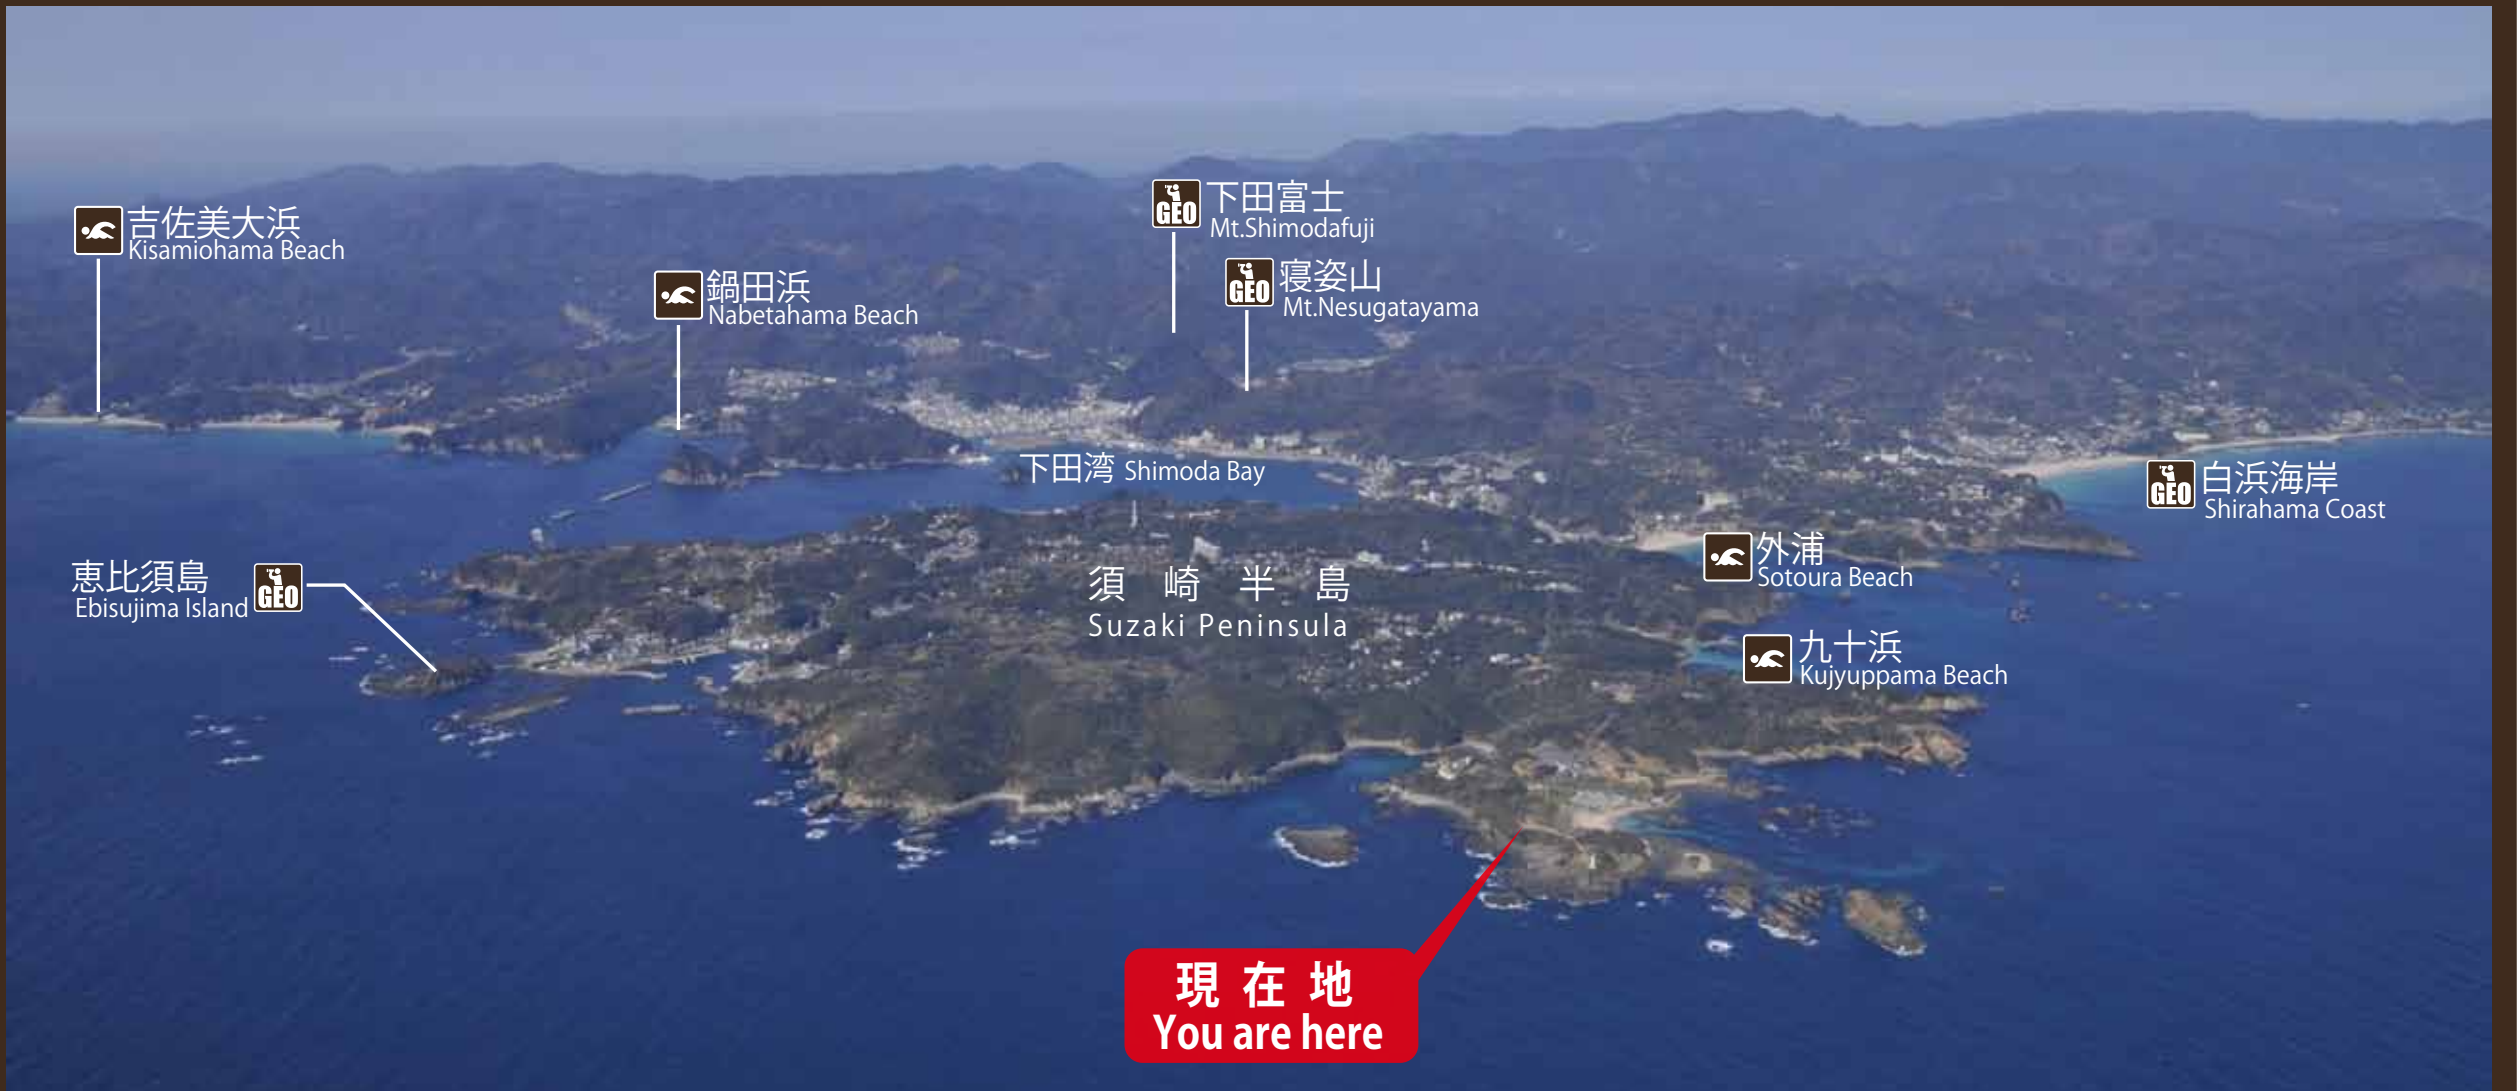 吉佐美大浜
Kisamiohama Beach
GEO
下田富士
Mt.Shimodafuji
鍋田浜
Nabetahama Beach
GEO
寝姿山
Mt.Nesugatayama
下田湾 Shimoda Bay
GEO
白浜海岸
Shirahama Coast
恵比須島
Ebisujima Island
GEO
須崎半島
Suzaki Peninsula
外浦
Sotoura Beach
九十浜
Kujyuppama Beach
現在地
You are here